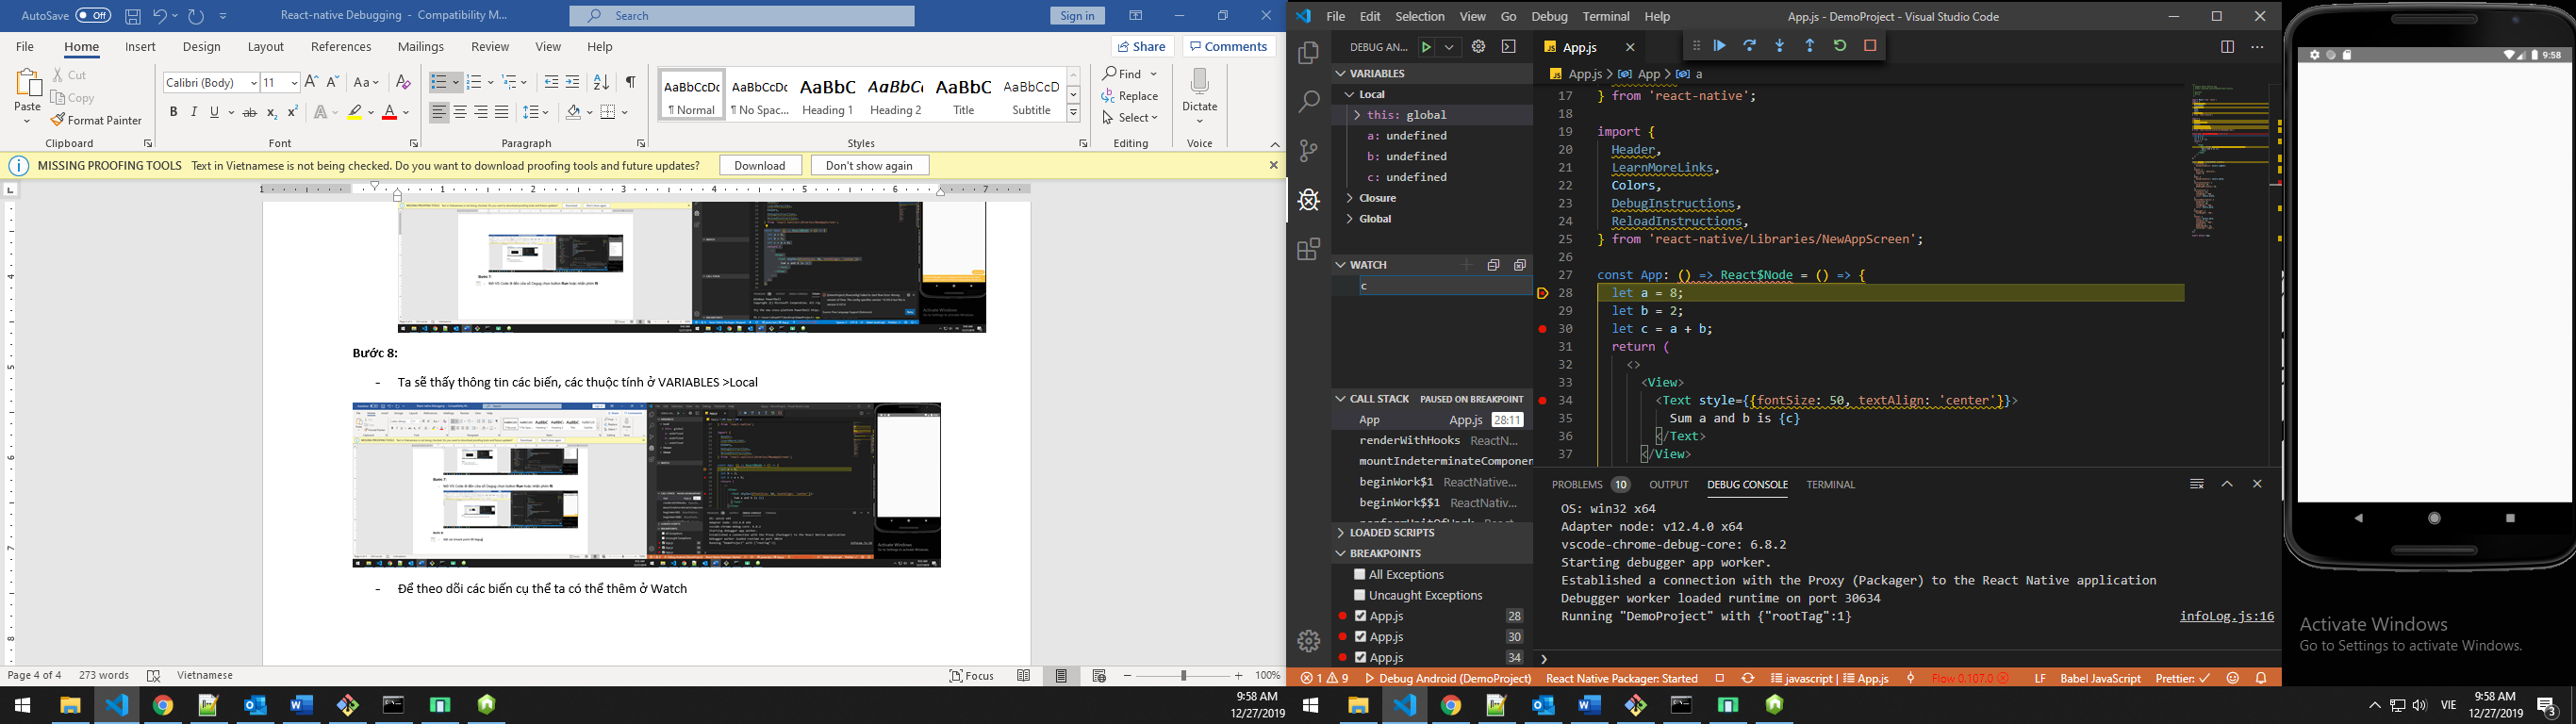 AutoSave Off React-native Debugging - Compatibility M... Search Sign in
File Home Insert Design Layout References Mailings Review View Help Share Comments
Paste Cut Copy Format Painter
Calibri (Body) 11
AaBbCcDc ¶ Normal AaBbCcDc ¶ No Spac... AaBbC Heading 1 AaBbC Heading 2 AaBbC Title AaBbCcD Subtitle
Find Replace Select Dictate
Clipboard Font Paragraph Styles Editing Voice
MISSING PROOFING TOOLS Text in Vietnamese is not being checked. Do you want to download proofing tools and future updates? Download Don't show again
Bước 8:
- Ta sẽ thấy thông tin các biến, các thuộc tính ở VARIABLES >Local
- Để theo dõi các biến cụ thể ta có thể thêm ở Watch
Page 4 of 4 273 words Vietnamese Focus 100%
9:58 AM
12/27/2019
File Edit Selection View Go Debug Terminal Help App.js - DemoProject - Visual Studio Code
DEBUG AN...
VARIABLES
Local
this: global
a: undefined
b: undefined
c: undefined
Closure
Global
WATCH
c
CALL STACK PAUSED ON BREAKPOINT
App App.js 28:11
renderWithHooks ReactN...
mountIndeterminateComponen
beginWork$1 ReactNative...
beginWork$$1 ReactNativ...
LOADED SCRIPTS
BREAKPOINTS
All Exceptions
Uncaught Exceptions
App.js 28
App.js 30
App.js 34
App.js
App.js > App > a
17 } from 'react-native';
18
19 import {
20 Header,
21 LearnMoreLinks,
22 Colors,
23 DebugInstructions,
24 ReloadInstructions,
25 } from 'react-native/Libraries/NewAppScreen';
26
27 const App: () => React$Node = () => {
28 let a = 8;
29 let b = 2;
30 let c = a + b;
31 return (
32 <>
33 <View>
34 <Text style={{fontSize: 50, textAlign: 'center'}}>
35 Sum a and b is {c}
36 </Text>
37 </View>
PROBLEMS 10 OUTPUT DEBUG CONSOLE TERMINAL
OS: win32 x64
Adapter node: v12.4.0 x64
vscode-chrome-debug-core: 6.8.2
Starting debugger app worker.
Established a connection with the Proxy (Packager) to the React Native application
Debugger worker loaded runtime on port 30634
Running "DemoProject" with {"rootTag":1} infoLog.js:16
1 9 Debug Android (DemoProject) React Native Packager: Started javascript | App.js Flow 0.107.0 LF Babel JavaScript Prettier: ✓
9:58
Activate Windows
Go to Settings to activate Windows.
VIE
9:58 AM
12/27/2019
3